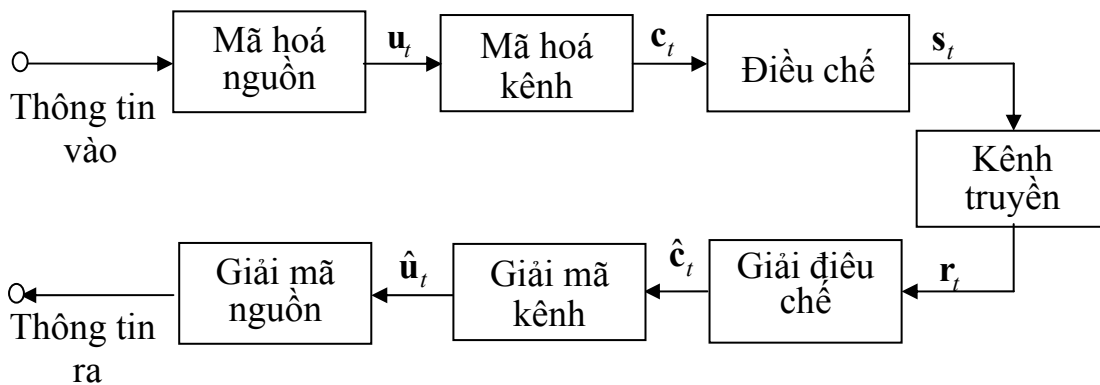 Mã hoá
nguồn
u_t
Mã hoá
kênh
c_t
Điều chế
s_t
Thông tin
vào
Kênh
truyền
Giải mã
nguồn
û_t
Giải mã
kênh
ĉ_t
Giải điêu
chế
r_t
Thông tin
ra